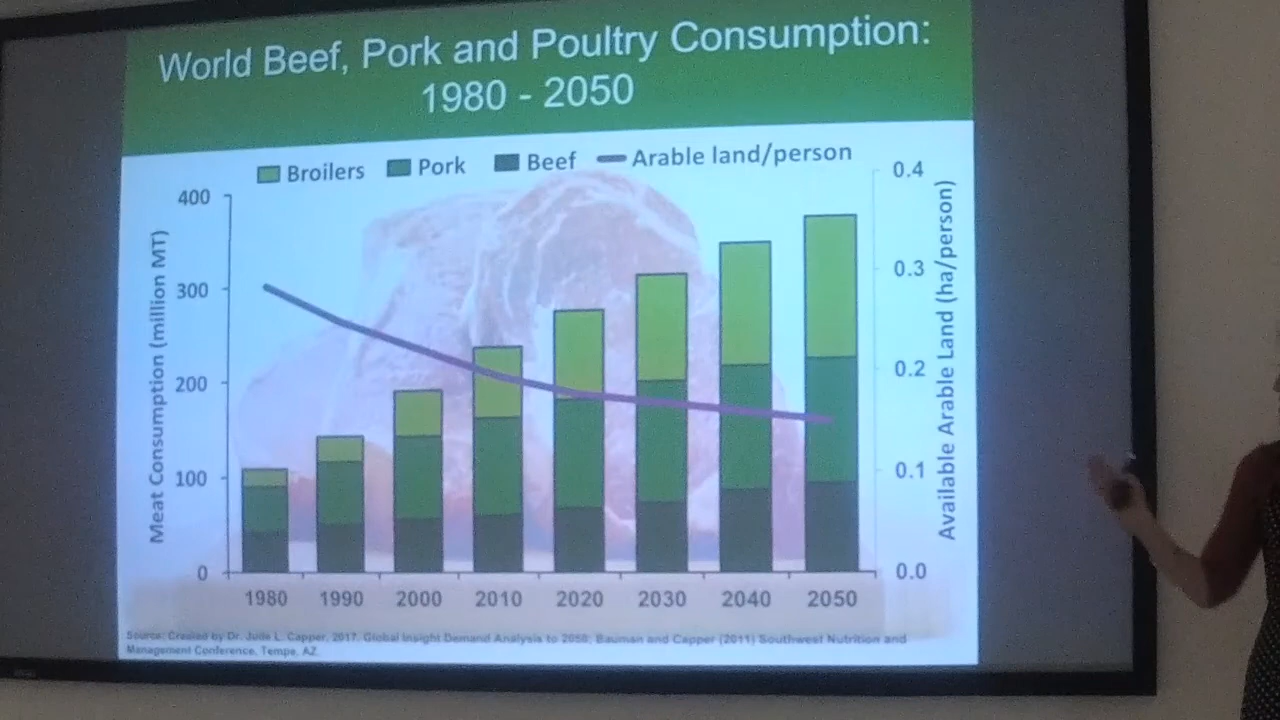 World Beef, Pork and Poultry Consumption:
1980 - 2050
Broilers Pork Beef Arable land/person
400
300
200
100
0
Meat Consumption (million MT)
0.4
0.3
0.2
0.1
0.0
Available Arable Land (ha/person)
1980 1990 2000 2010 2020 2030 2040 2050
Source: Created by Dr. Jude L. Capper, 2017. Global Insight Demand Analysis to 2050; Bauman and Capper (2011) Southwest Nutrition and
Management Conference, Tempe, AZ